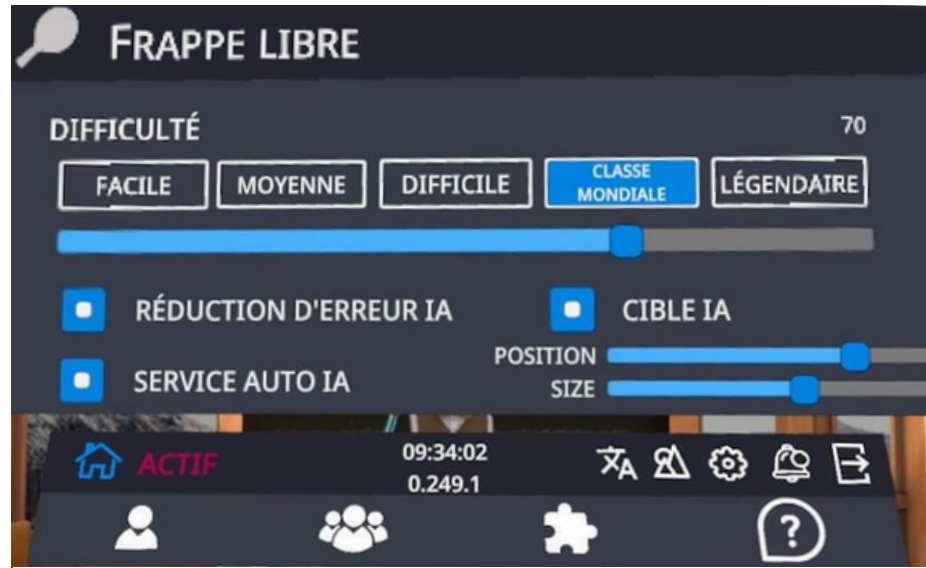 FRAPPE LIBRE
DIFFICULTÉ 70
FACILE MOYENNE DIFFICILE CLASSE MONDIALE LÉGENDAIRE
RÉDUCTION D'ERREUR IA CIBLE IA
POSITION
SERVICE AUTO IA SIZE
ACTIF 09:34:02
0.249.1